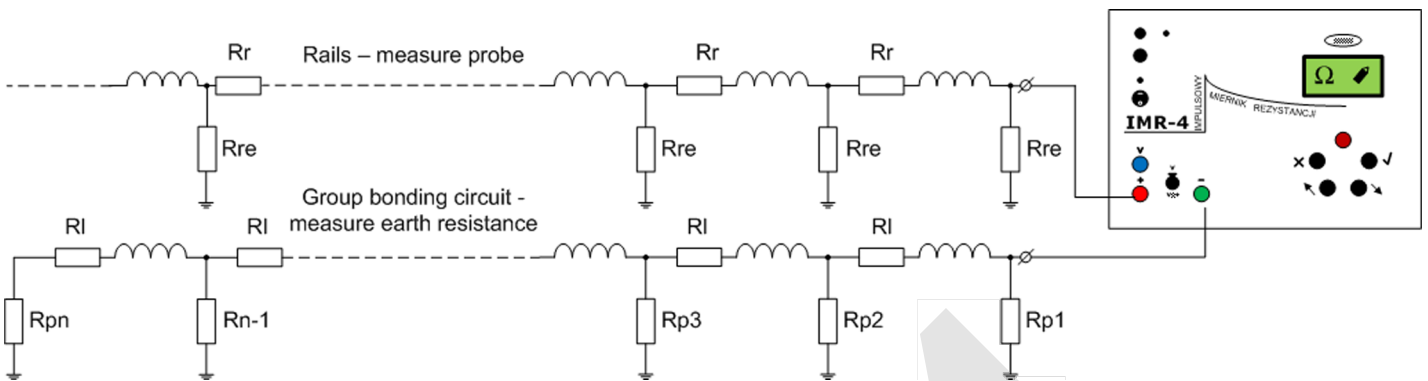 Rr
Rails – measure probe
Rr
Rr
Rre
Rre
Rre
Rre
Group bonding circuit -
measure earth resistance
Rl
Rl
Rl
Rl
Rpn
Rn-1
Rp3
Rp2
Rp1
Ω
IMPULSOWY
MIERNIK REZYSTANCJI
IMR-4
v
+
-